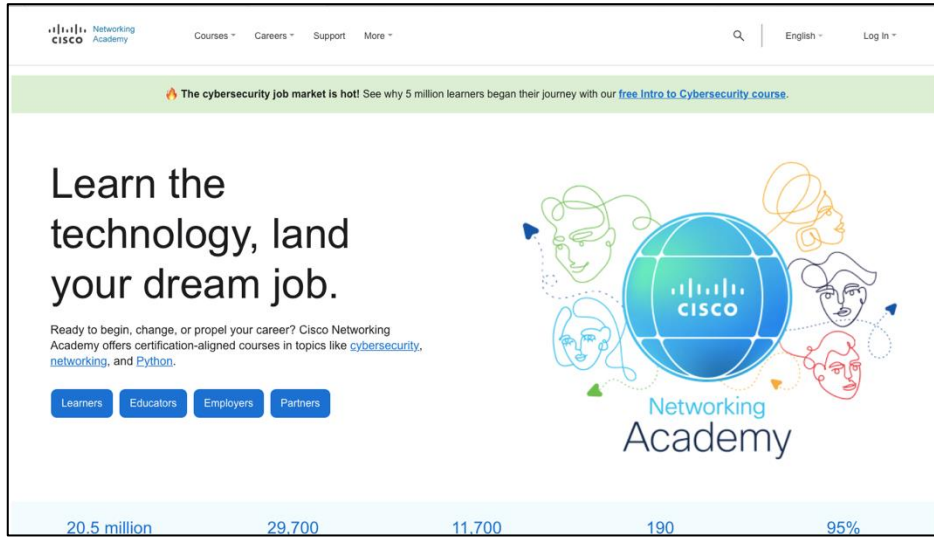 CISCO
Networking
Academy
Courses
Careers
Support
More
English
Log In
🔥 The cybersecurity job market is hot! See why 5 million learners began their journey with our free Intro to Cybersecurity course.
Learn the
technology, land
your dream job.
Ready to begin, change, or propel your career? Cisco Networking
Academy offers certification-aligned courses in topics like cybersecurity,
networking, and Python.
Learners
Educators
Employers
Partners
CISCO
Networking
Academy
20.5 million
29,700
11,700
190
95%